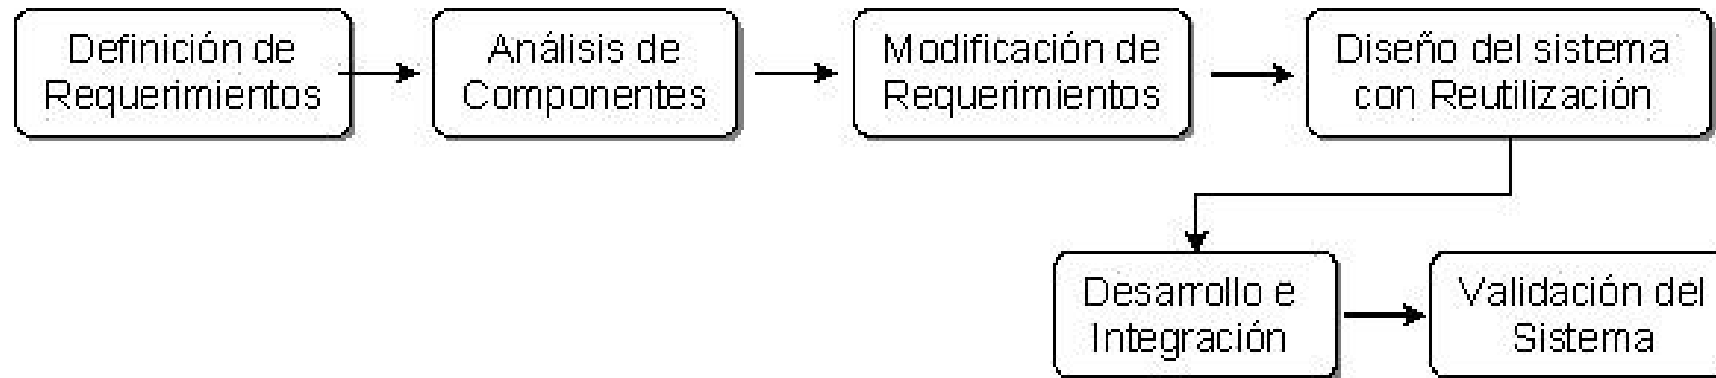 Definición de
Requerimientos
Análisis de
Componentes
Modificación de
Requerimientos
Diseño del sistema
con Reutilización
Desarrollo e
Integración
Validación del
Sistema